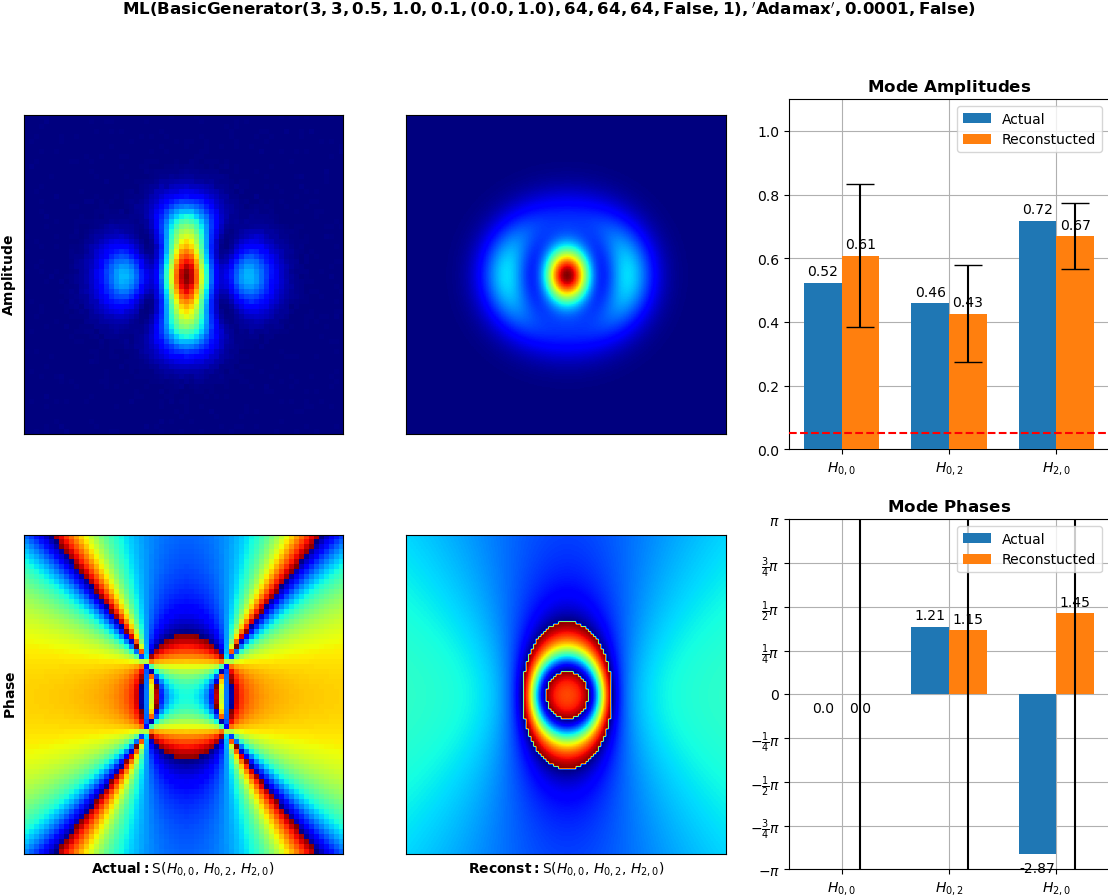 ML(BasicGenerator(3, 3, 0.5, 1.0, 0.1, (0.0, 1.0), 64, 64, 64, False, 1), ′Adamax′, 0.0001, False)
Amplitude
Mode Amplitudes
Actual
Reconstucted
1.0
0.8
0.6
0.4
0.2
0.0
0.52
0.61
0.46
0.43
0.72
0.67
H0,0
H0,2
H2,0
Phase
Actual: S(H0,0, H0,2, H2,0)
Reconst: S(H0,0, H0,2, H2,0)
Mode Phases
Actual
Reconstucted
π
3/4π
1/2π
1/4π
0
−1/4π
−1/2π
−3/4π
−π
0.0
0.0
1.21
1.15
-2.87
1.45
H0,0
H0,2
H2,0